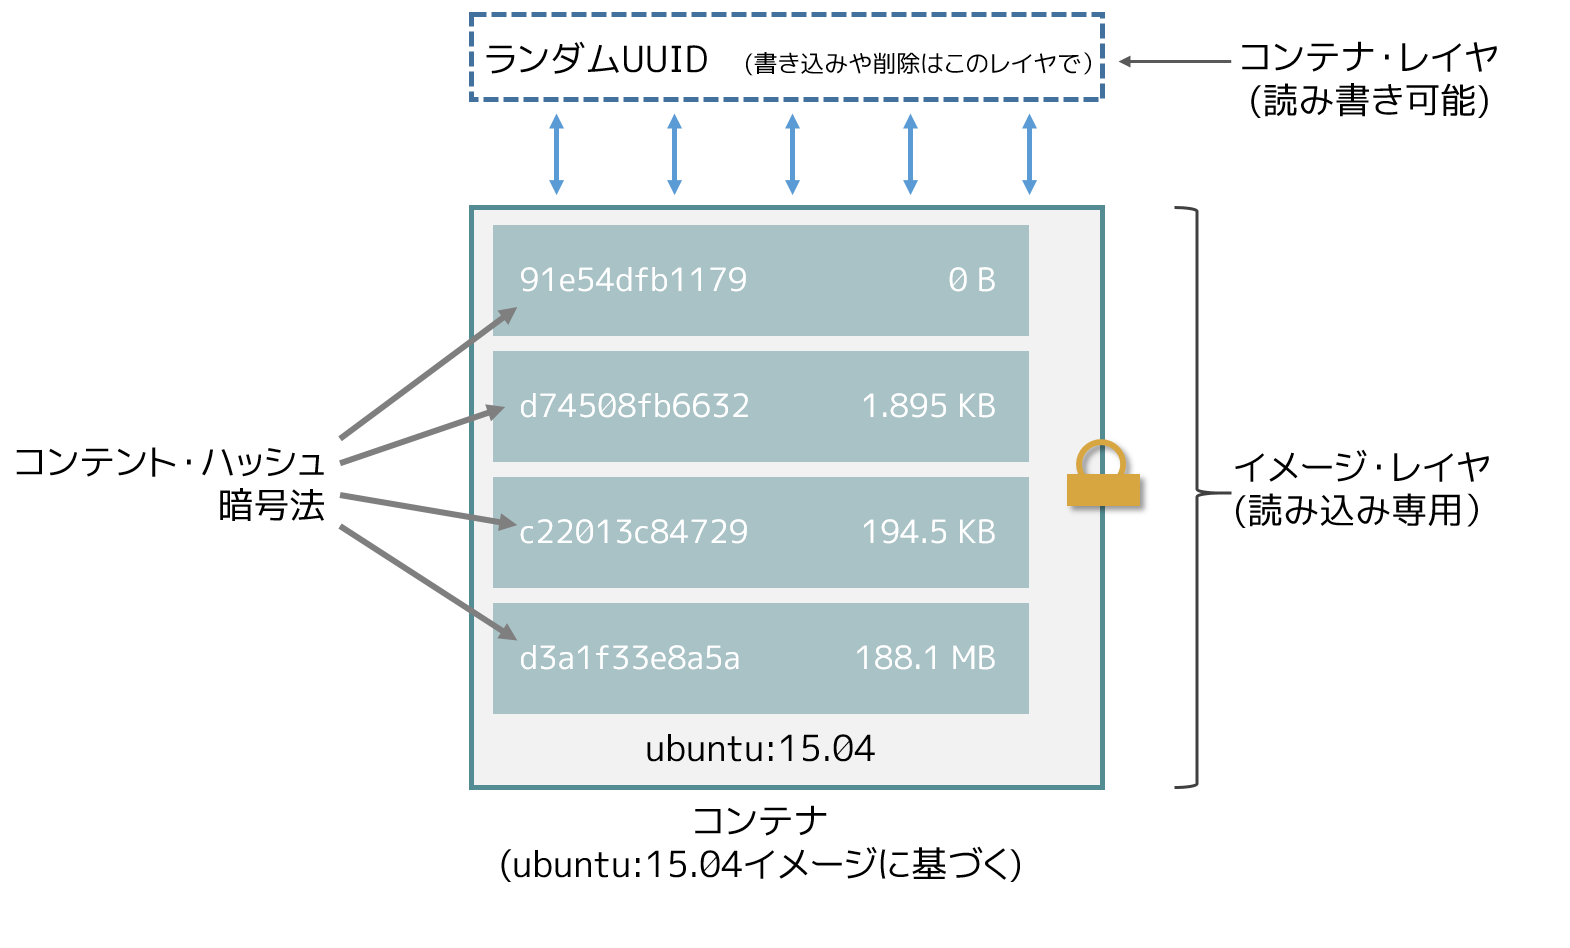 ランダムUUID (書き込みや削除はこのレイヤで)
コンテナ・レイヤ
(読み書き可能)
91e54dfb1179 0 B
d74508fb6632 1.895 KB
c22013c84729 194.5 KB
d3a1f33e8a5a 188.1 MB
ubuntu:15.04
コンテント・ハッシュ
暗号法
イメージ・レイヤ
(読み込み専用)
コンテナ
(ubuntu:15.04イメージに基づく)